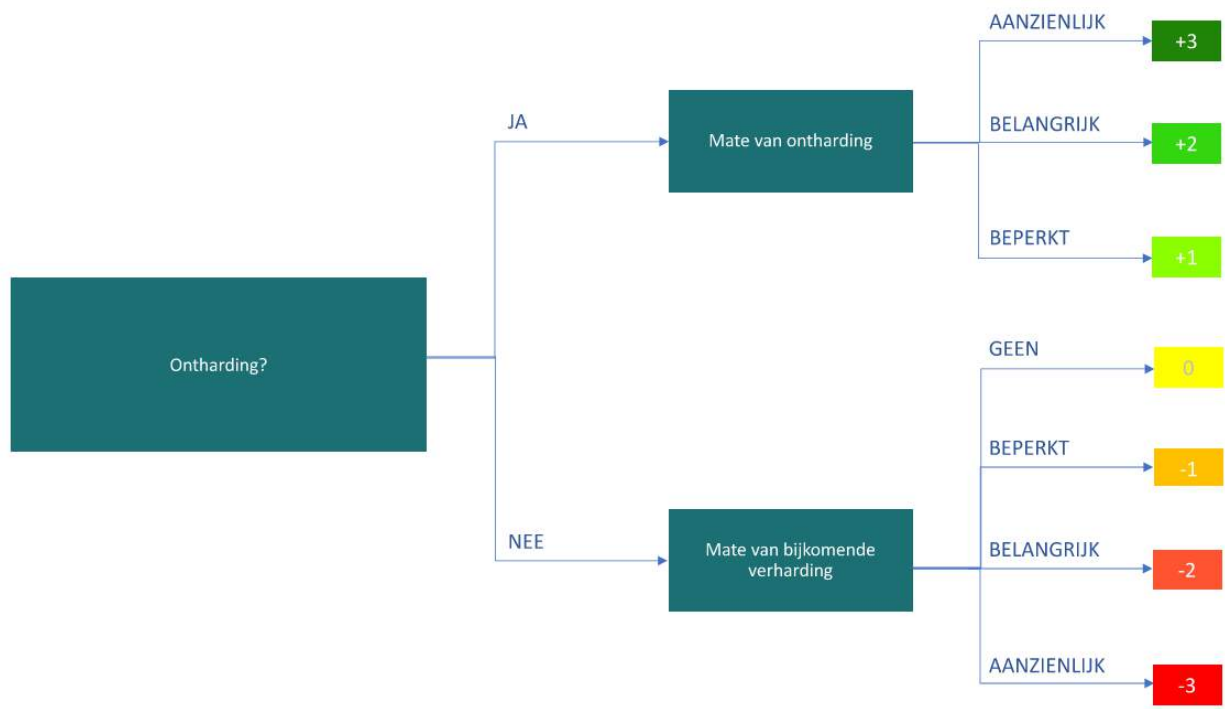 AANZIENLIJK
+3
JA
Mate van ontharding
BELANGRIJK
+2
BEPERKT
+1
Ontharding?
GEEN
0
BEPERKT
-1
NEE
Mate van bijkomende
verharding
BELANGRIJK
-2
AANZIENLIJK
-3